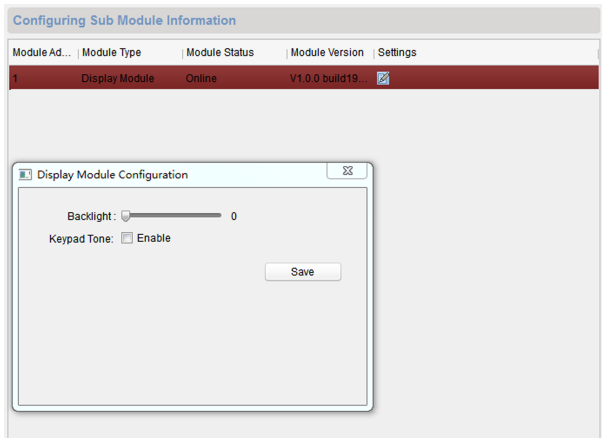 Configuring Sub Module Information
Module Ad... Module Type Module Status Module Version Settings
1 Display Module Online V1.0.0 build19...
Display Module Configuration
Backlight : 0
Keypad Tone: Enable
Save